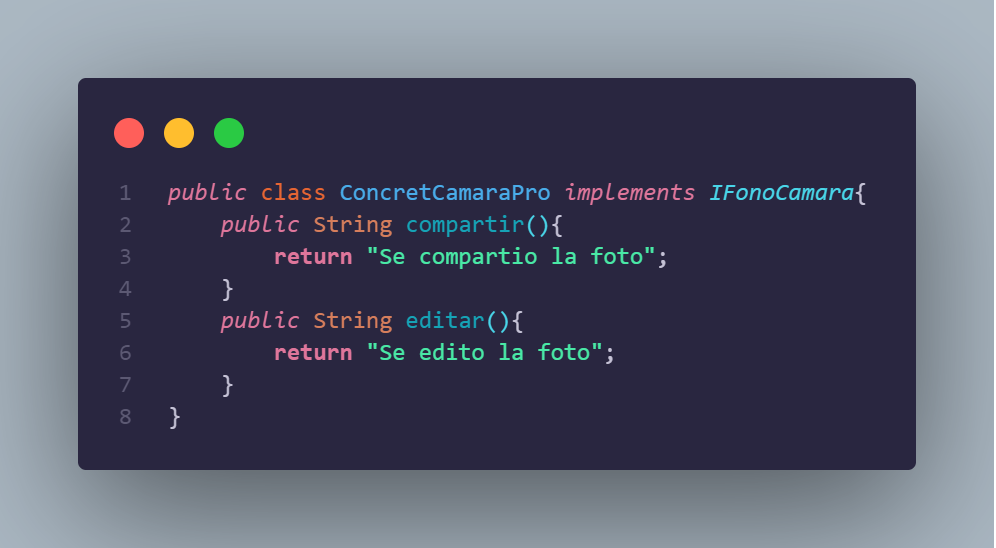 1 public class ConcretCamaraPro implements IFonoCamara{
2     public String compartir(){
3         return "Se compartio la foto";
4     }
5     public String editar(){
6         return "Se edito la foto";
7     }
8 }